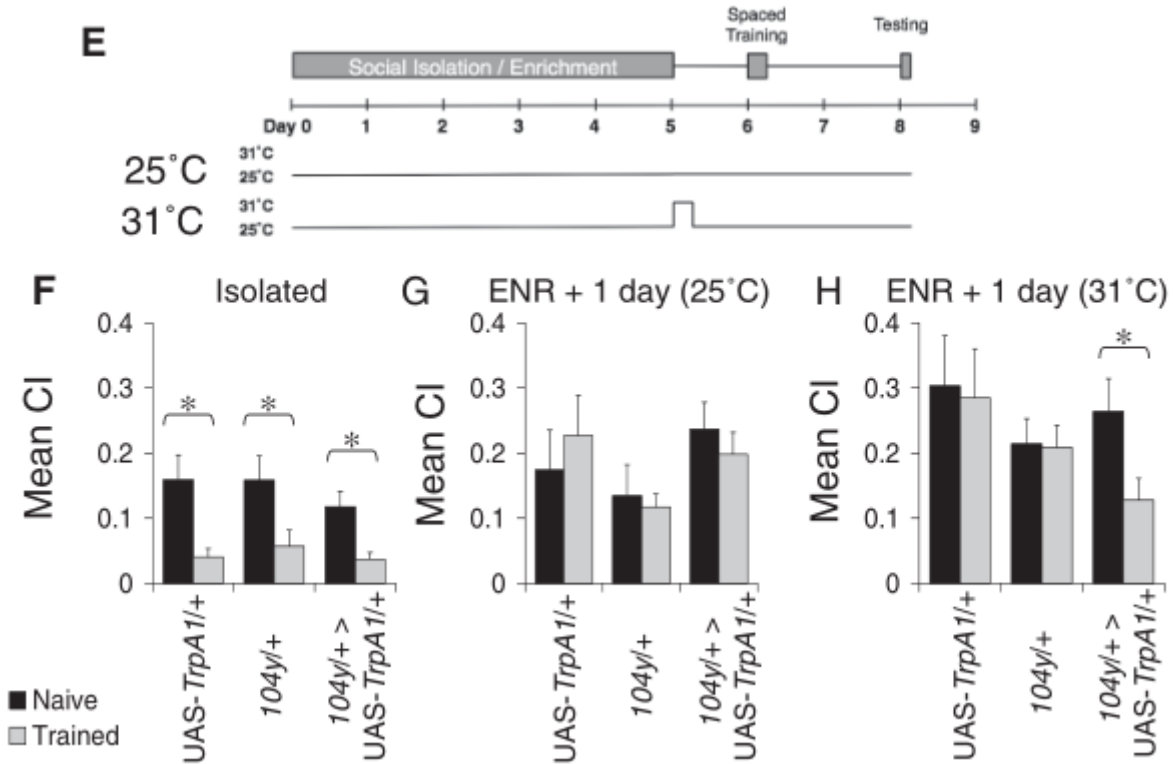 E
Spaced
Training
Testing
Social Isolation / Enrichment
Day 0 1 2 3 4 5 6 7 8 9
25˚C
31˚C
25˚C
31˚C
31˚C
25˚C
F Isolated
Mean CI
0.4
0.3
0.2
0.1
0
*
*
*
UAS-TrpA1/+
104y/+
104y/+ >
UAS-TrpA1/+
G ENR + 1 day (25˚C)
Mean CI
0.4
0.3
0.2
0.1
0
UAS-TrpA1/+
104y/+
104y/+ >
UAS-TrpA1/+
H ENR + 1 day (31˚C)
Mean CI
0.4
0.3
0.2
0.1
0
*
UAS-TrpA1/+
104y/+
104y/+ >
UAS-TrpA1/+
Naive
Trained